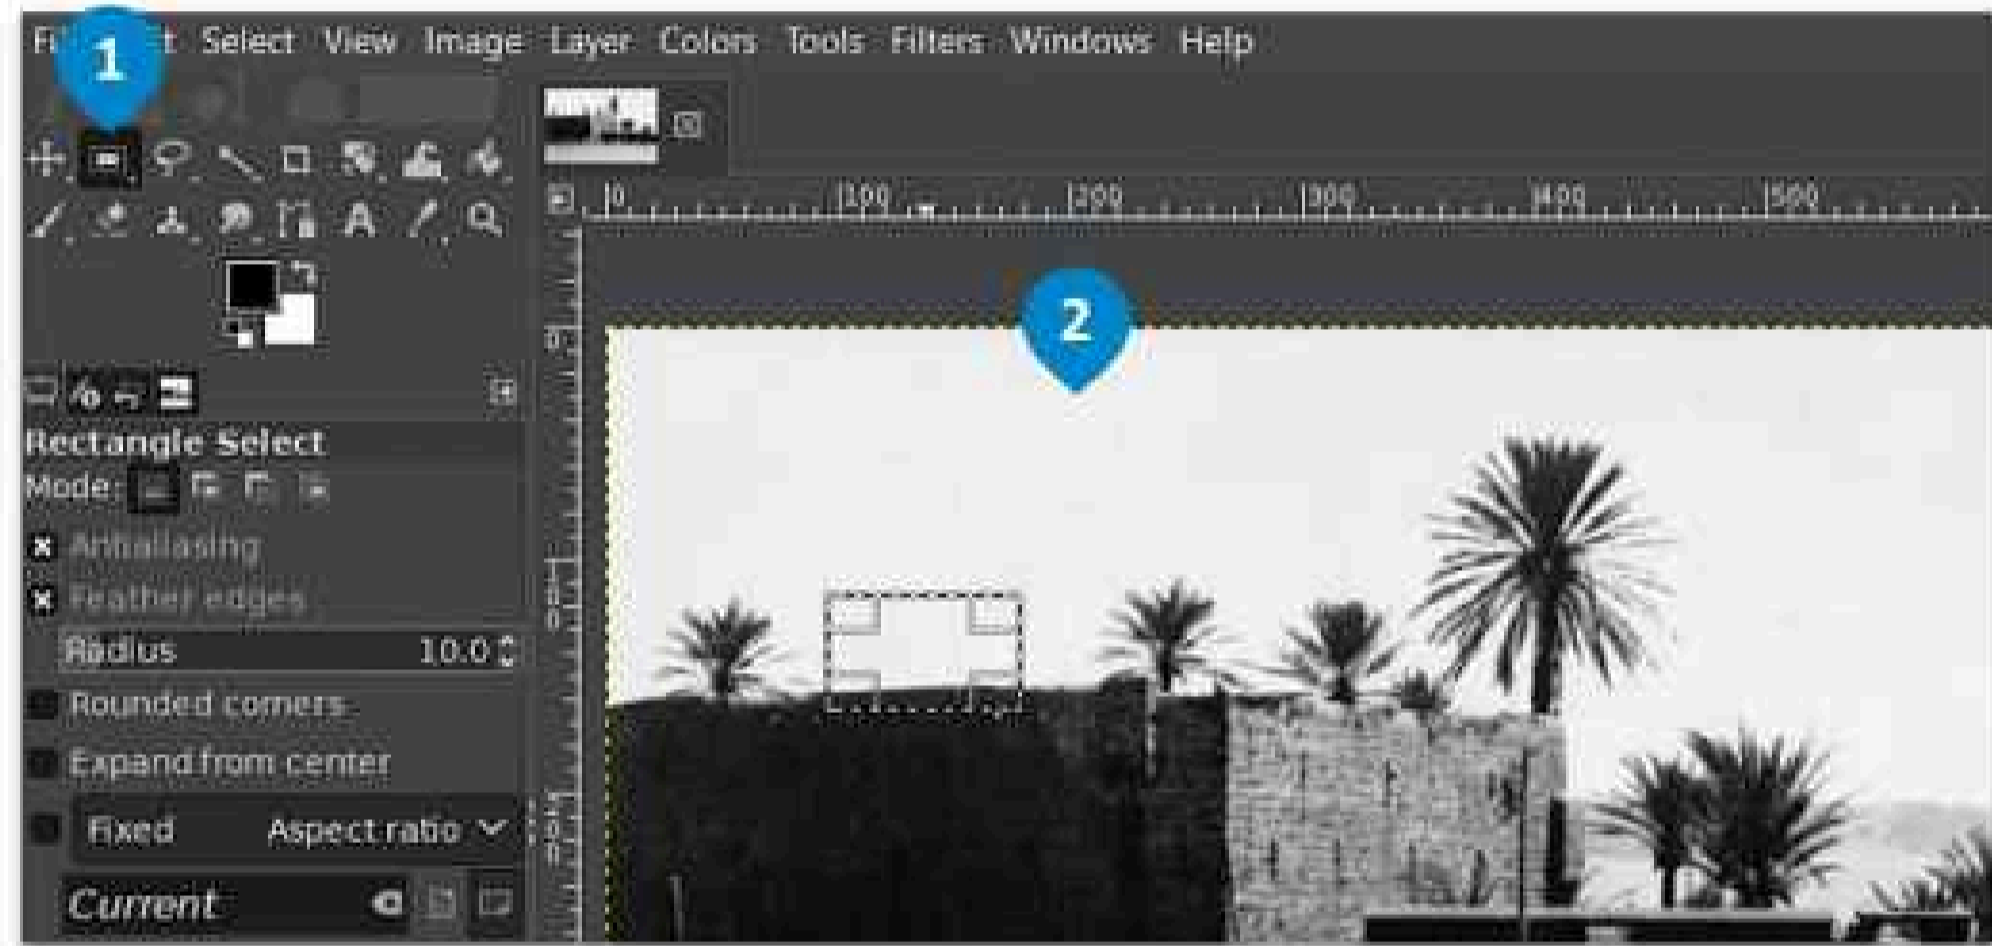 1
Select View Image Layer Colors Tools Filters Windows Help
0 100 200 300 400 500
2
0
A
Rectangle Select
Mode:
Antialiasing
Feather edges
Radius 10.0
Rounded corners
Expand from center
Fixed Aspect ratio
Current